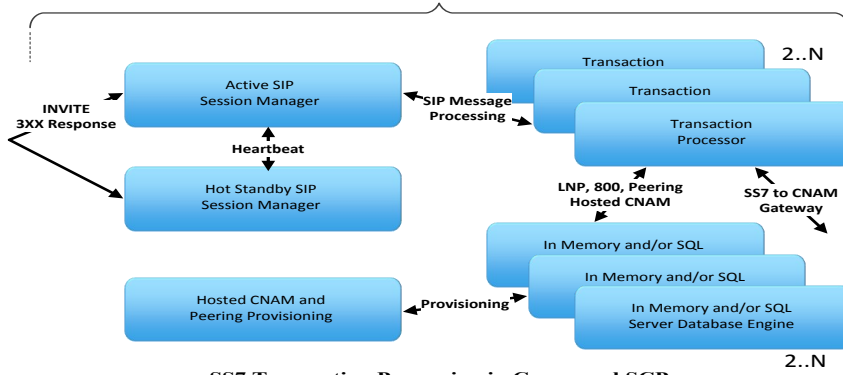 2..N
Transaction
Transaction
Transaction
Processor
Active SIP
Session Manager
INVITE
3XX Response
SIP Message
Processing
Heartbeat
Hot Standby SIP
Session Manager
LNP, 800, Peering
Hosted CNAM
SS7 to CNAM
Gateway
In Memory and/or SQL
In Memory and/or SQL
In Memory and/or SQL
Server Database Engine
Hosted CNAM and
Peering Provisioning
Provisioning
2..N